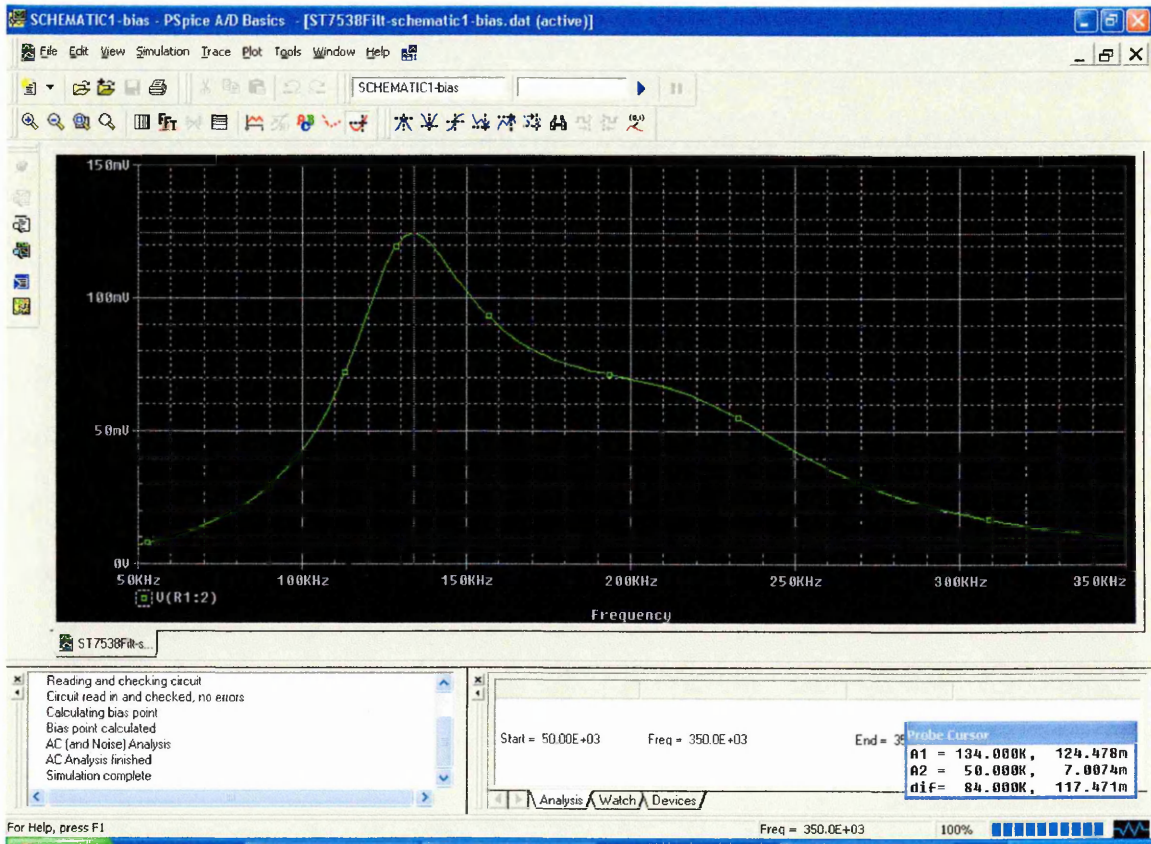 SCHEMATIC1-bias - PSpice A/D Basics - [ST7538Filt-schematic1-bias.dat (active)]
File Edit View Simulation Trace Plot Tools Window Help
SCHEMATIC1-bias
FFT
150mV
100mV
50mV
0V
50KHz 100KHz 150KHz 200KHz 250KHz 300KHz 350KHz
V(R1:2)
Frequency
ST7538Filt-s...
Reading and checking circuit
Circuit read in and checked, no errors
Calculating bias point
Bias point calculated
AC (and Noise) Analysis
AC Analysis finished
Simulation complete
Start = 50.00E+03 Freq = 350.0E+03 End = 35
Probe Cursor
A1 = 134.000K, 124.478m
A2 = 50.000K, 7.0074m
dif= 84.000K, 117.471m
Analysis Watch Devices
For Help, press F1
Freq = 350.0E+03 100%